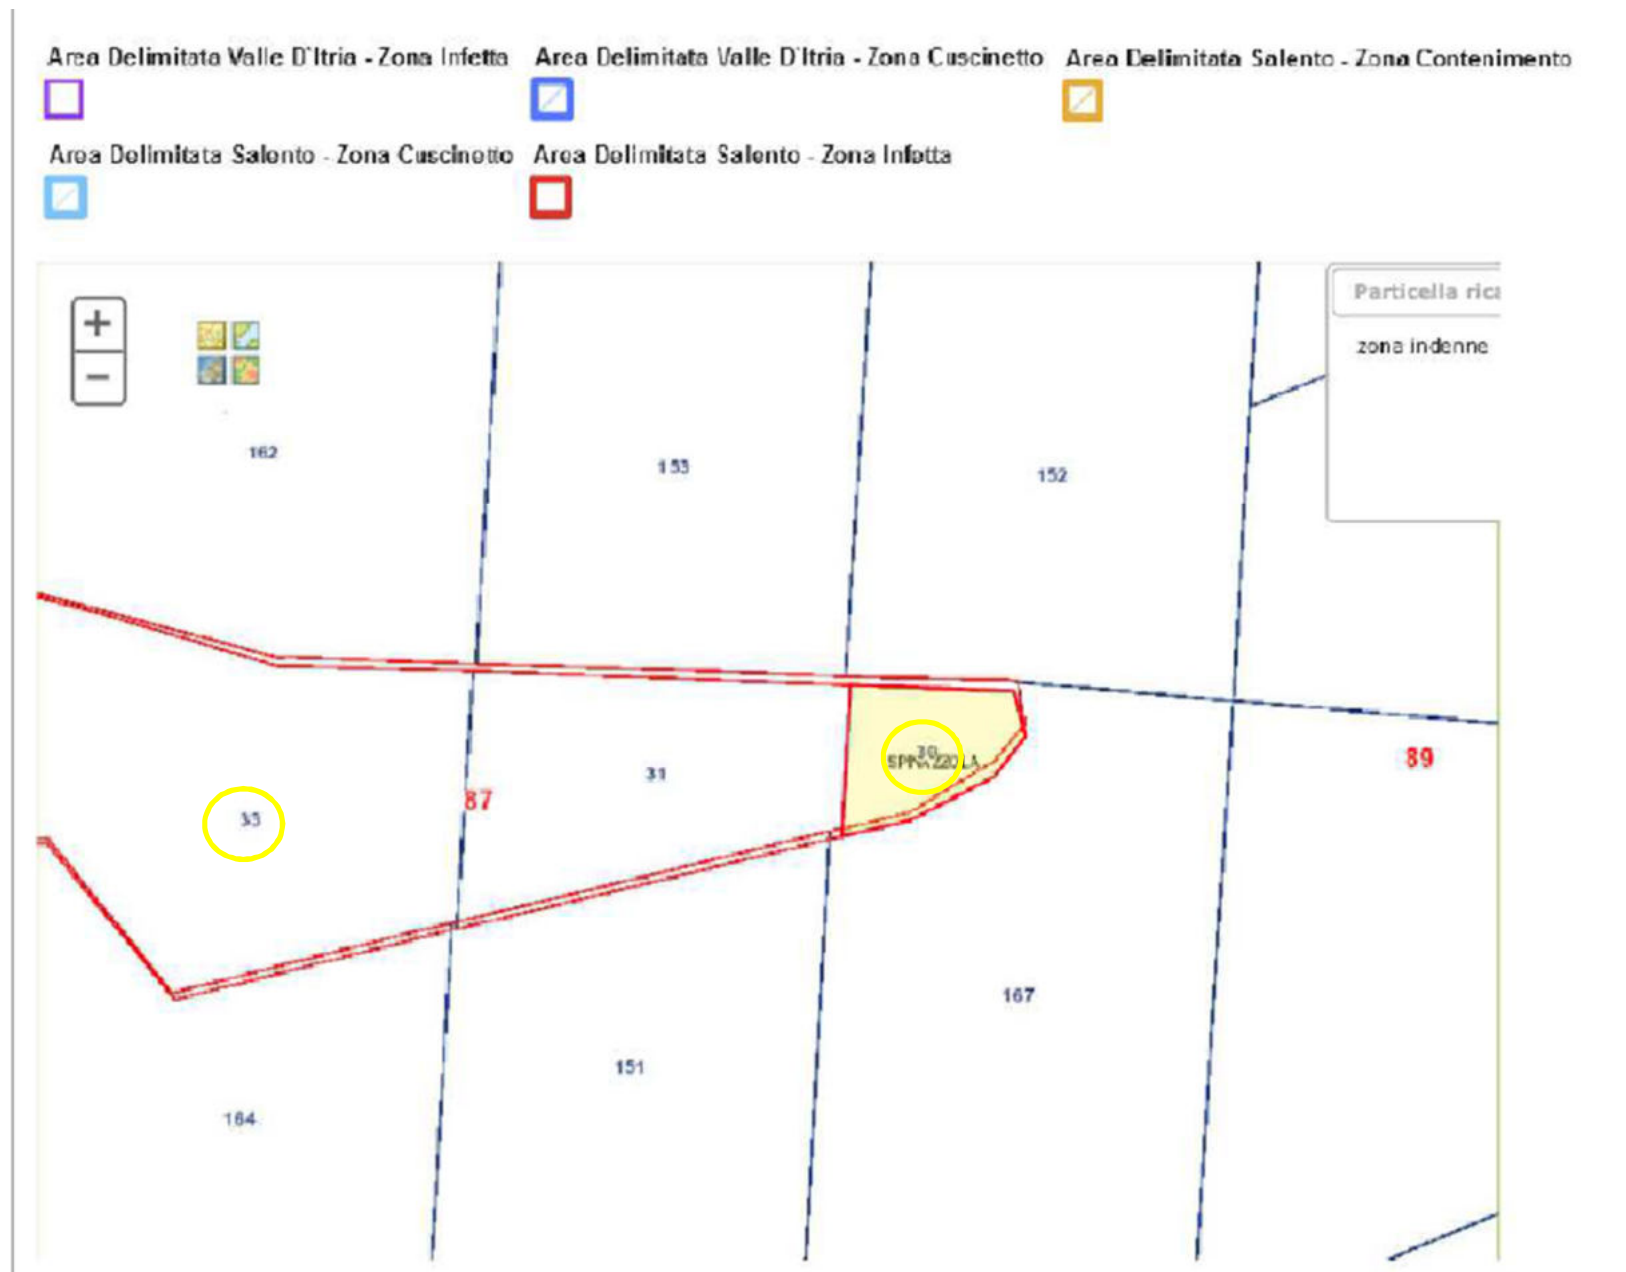 Area Delimitata Valle D'Itria - Zona Infetta
Area Delimitata Valle D'Itria - Zona Cuscinetto
Area Delimitata Salento - Zona Contenimento
Area Delimitata Salento - Zona Cuscinetto
Area Delimitata Salento - Zona Infetta
+
−
Particella rica
zona indenne
162
153
152
30
89
31
87
167
151
164